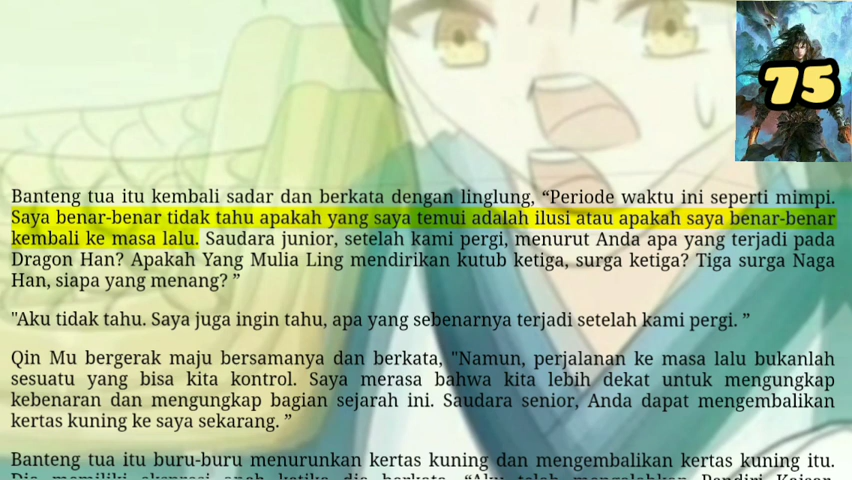 75
Banteng tua itu kembali sadar dan berkata dengan linglung, “Periode waktu ini seperti mimpi.
Saya benar-benar tidak tahu apakah yang saya temui adalah ilusi atau apakah saya benar-benar
kembali ke masa lalu. Saudara junior, setelah kami pergi, menurut Anda apa yang terjadi pada
Dragon Han? Apakah Yang Mulia Ling mendirikan kutub ketiga, surga ketiga? Tiga surga Naga
Han, siapa yang menang? ”
"Aku tidak tahu. Saya juga ingin tahu, apa yang sebenarnya terjadi setelah kami pergi. ”
Qin Mu bergerak maju bersamanya dan berkata, "Namun, perjalanan ke masa lalu bukanlah
sesuatu yang bisa kita kontrol. Saya merasa bahwa kita lebih dekat untuk mengungkap
kebenaran dan mengungkap bagian sejarah ini. Saudara senior, Anda dapat mengembalikan
kertas kuning ke saya sekarang. ”
Banteng tua itu buru-buru menurunkan kertas kuning dan mengembalikan kertas kuning itu.